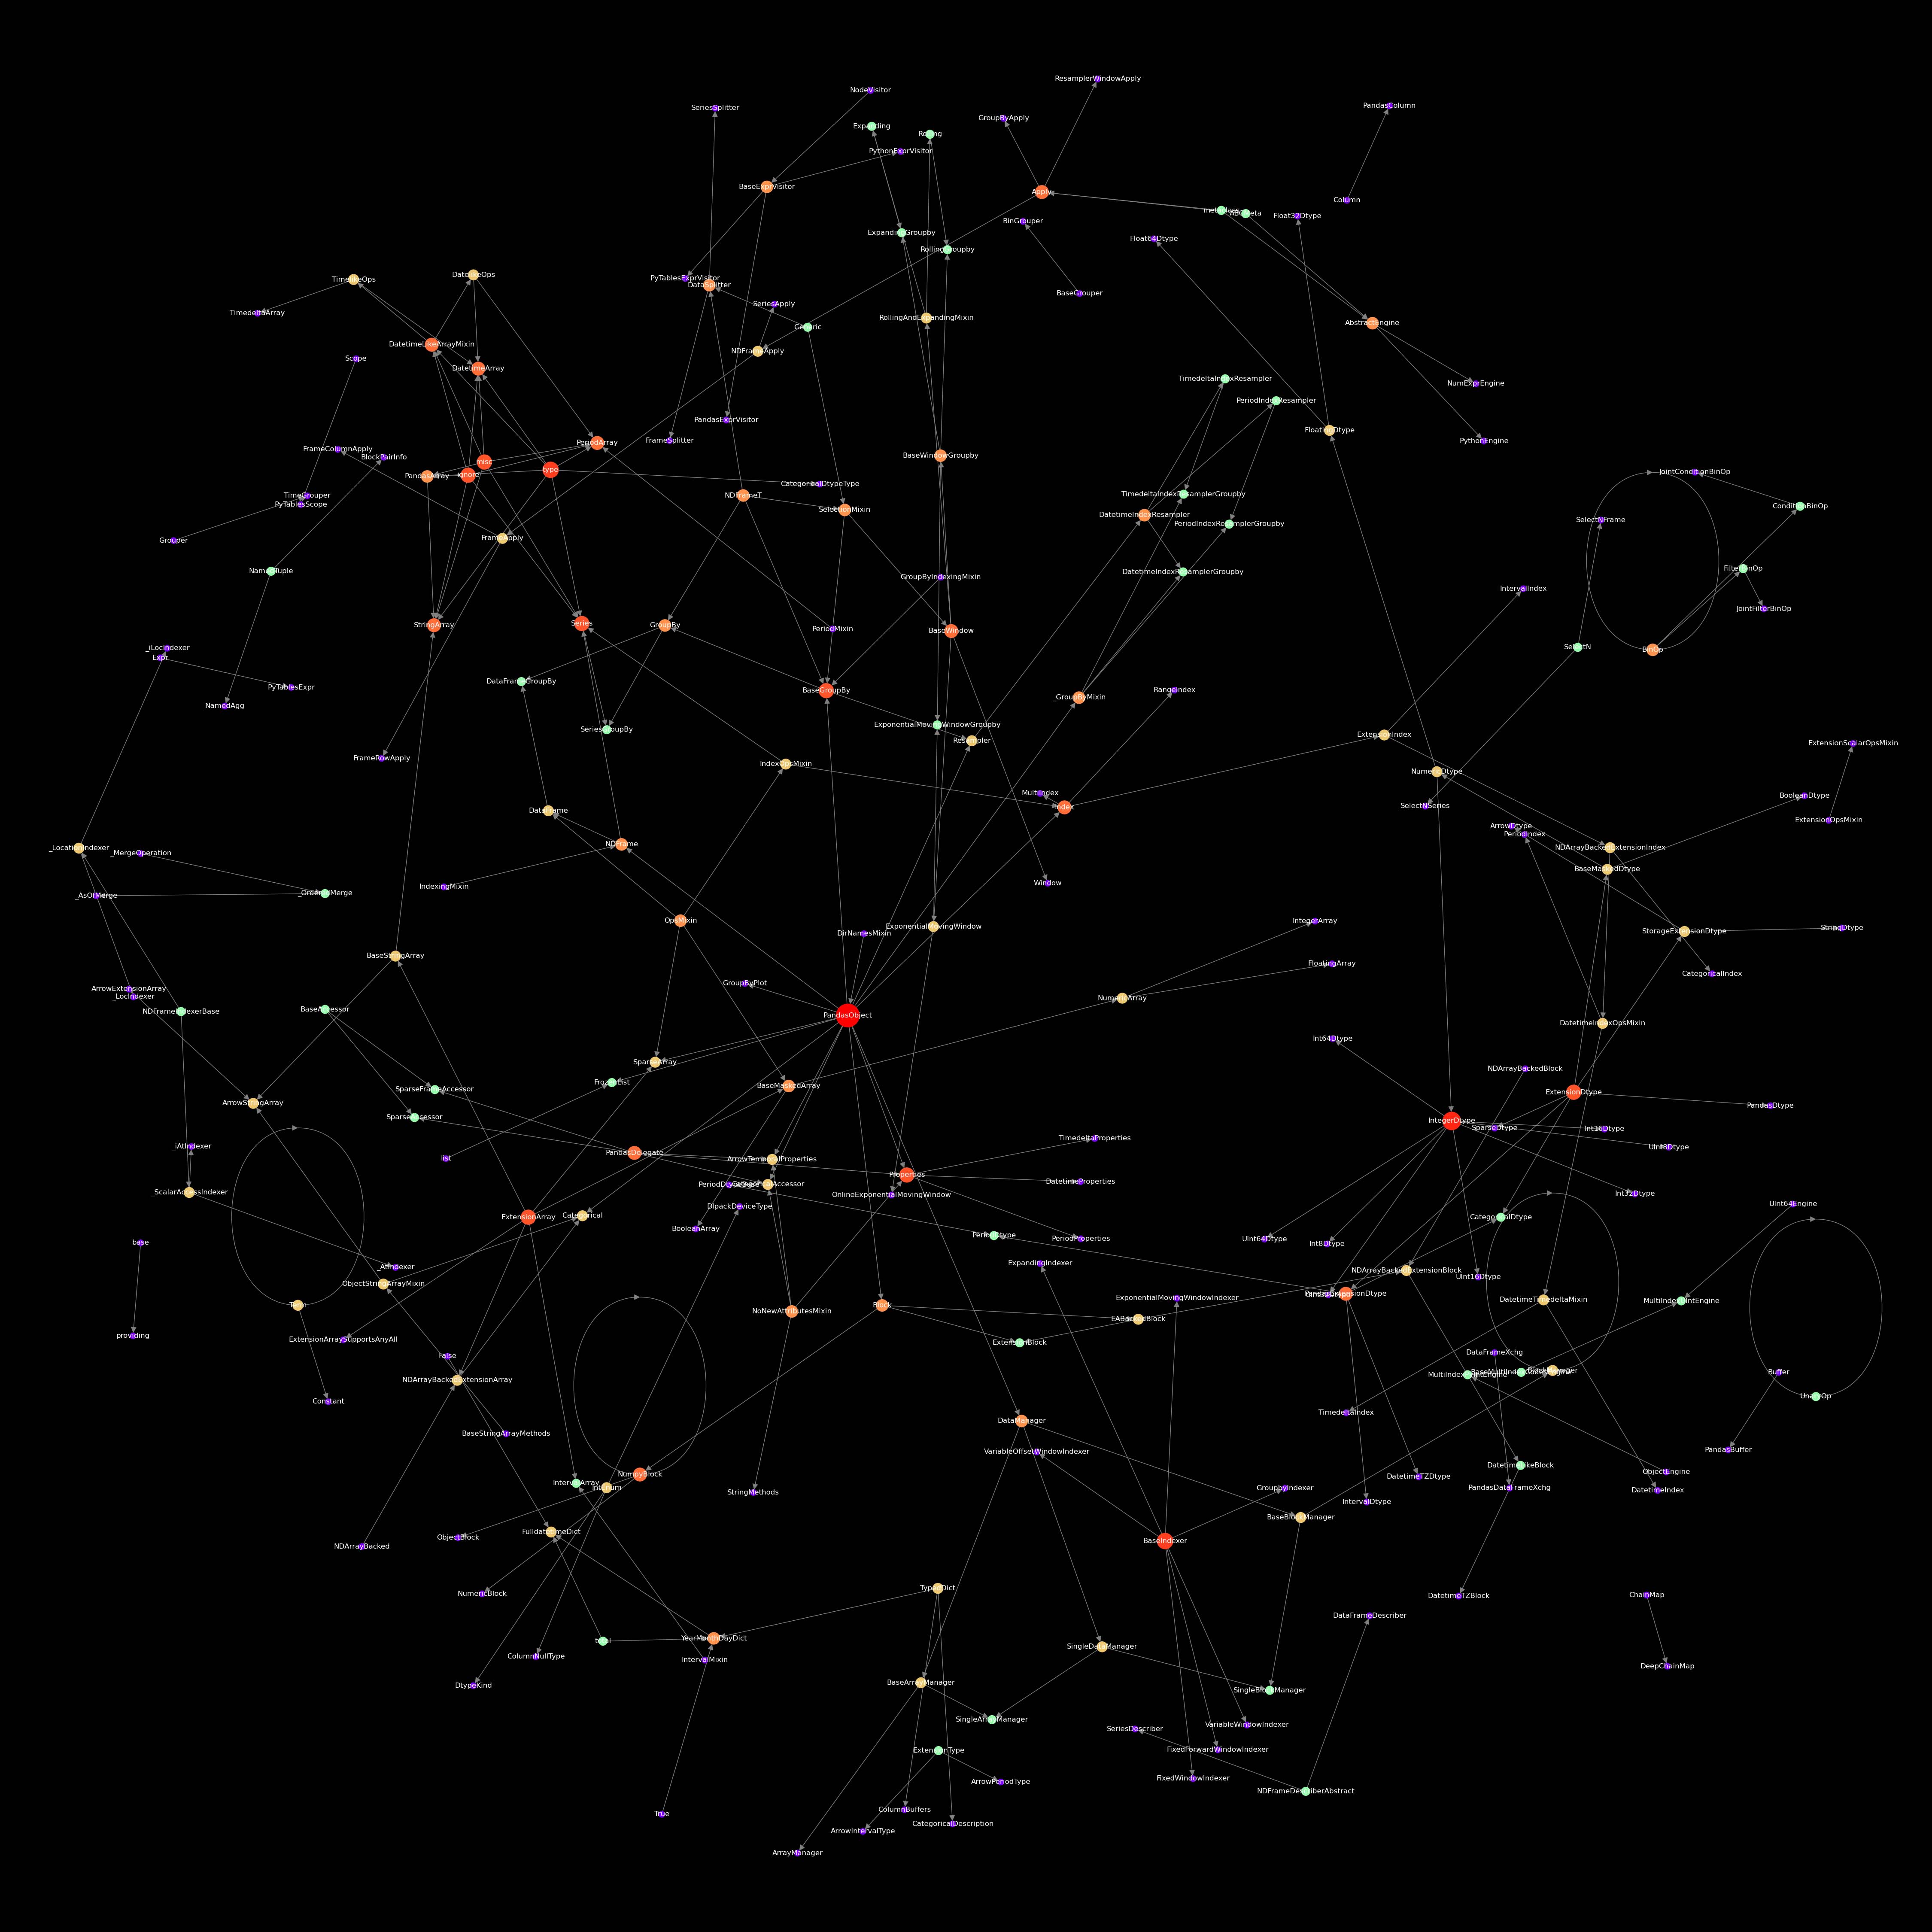 ResamplerWindowApply
NodeVisitor
PandasColumn
SeriesSplitter
GroupByApply
Expanding
Rolling
PythonExprVisitor
BaseExprVisitor
Apply
Column
metaclass
ABCMeta
Float32Dtype
BinGrouper
ExpandingGroupby
Float64Dtype
RollingGroupby
DatelikeOps
TimelikeOps
PyTablesExprVisitor
DataSplitter
BaseGrouper
SeriesApply
TimedeltaArray
RollingAndExpandingMixin
AbstractEngine
Generic
DatetimeLikeArrayMixin
NDFrameApply
Scope
DatetimeArray
TimedeltaIndexResampler
NumExprEngine
PeriodIndexResampler
PandasExprVisitor
FloatingDtype
FrameSplitter
PythonEngine
PeriodArray
FrameColumnApply
BlockPairInfo
BaseWindowGroupby
misc
type
JointConditionBinOp
PandasArray
ignore
CategoricalDtypeType
TimeGrouper
NDFrameT
TimedeltaIndexResamplerGroupby
PyTablesScope
ConditionBinOp
SelectionMixin
DatetimeIndexResampler
SelectNFrame
PeriodIndexResamplerGroupby
Grouper
FrameApply
FilterBinOp
NamedTuple
DatetimeIndexResamplerGroupby
GroupByIndexingMixin
IntervalIndex
JointFilterBinOp
StringArray
Series
GroupBy
PeriodMixin
BaseWindow
_iLocIndexer
SelectN
BinOp
Expr
DataFrameGroupBy
PyTablesExpr
BaseGroupBy
RangeIndex
_GroupByMixin
NamedAgg
ExponentialMovingWindowGroupby
SeriesGroupBy
ExtensionIndex
Resampler
ExtensionScalarOpsMixin
FrameRowApply
IndexOpsMixin
NumericDtype
MultiIndex
BooleanDtype
Index
SelectNSeries
DataFrame
ExtensionOpsMixin
ArrowDtype
PeriodIndex
NDFrame
_LocationIndexer
NDArrayBackedExtensionIndex
_MergeOperation
BaseMaskedDtype
IndexingMixin
Window
_OrderedMerge
_AsOfMerge
OpsMixin
IntegerArray
ExponentialMovingWindow
StringDtype
StorageExtensionDtype
DirNamesMixin
BaseStringArray
FloatingArray
CategoricalIndex
GroupByPlot
ArrowExtensionArray
_LocIndexer
NumericArray
BaseAccessor
NDFrameIndexerBase
PandasObject
DatetimeIndexOpsMixin
Int64Dtype
SparseArray
NDArrayBackedBlock
FrozenList
BaseMaskedArray
SparseFrameAccessor
ExtensionDtype
ArrowStringArray
PandasDtype
SparseAccessor
IntegerDtype
SparseDtype
Int16Dtype
TimedeltaProperties
_iAtIndexer
UInt8Dtype
PandasDelegate
list
ArrowTemporalProperties
Properties
DatetimeProperties
CategoricalAccessor
_ScalarAccessIndexer
OnlineExponentialMovingWindow
Int32Dtype
UInt64Engine
DlpackDeviceType
ExtensionArray
Categorical
CategoricalDtype
BooleanArray
PeriodDtype
PeriodProperties
UInt64Dtype
base
Int8Dtype
ExpandingIndexer
_AtIndexer
NDArrayBackedExtensionBlock
UInt16Dtype
ObjectStringArrayMixin
PandasExtensionDtype
ExponentialMovingWindowIndexer
DatetimeTimedeltaMixin
MultiIndexUIntEngine
Term
Block
NoNewAttributesMixin
EABackedBlock
providing
ExtensionArraySupportsAnyAll
ExtensionBlock
False
DataFrameXchg
BlockManager
Buffer
NDArrayBackedExtensionArray
UnaryOp
Constant
TimedeltaIndex
DataManager
BaseStringArrayMethods
PandasBuffer
VariableOffsetWindowIndexer
DatetimeLikeBlock
ObjectEngine
NumpyBlock
DatetimeTZDtype
IntervalArray
IntEnum
GroupbyIndexer
PandasDataFrameXchg
DatetimeIndex
StringMethods
IntervalDtype
BaseBlockManager
FulldatetimeDict
ObjectBlock
BaseIndexer
NDArrayBacked
TypedDict
NumericBlock
DatetimeTZBlock
ChainMap
DataFrameDescriber
total
YearMonthDayDict
SingleDataManager
ColumnNullType
IntervalMixin
DeepChainMap
BaseArrayManager
DtypeKind
SingleBlockManager
SingleArrayManager
VariableWindowIndexer
SeriesDescriber
ExtensionType
FixedForwardWindowIndexer
FixedWindowIndexer
ArrowPeriodType
NDFrameDescriberAbstract
ColumnBuffers
True
CategoricalDescription
ArrowIntervalType
ArrayManager